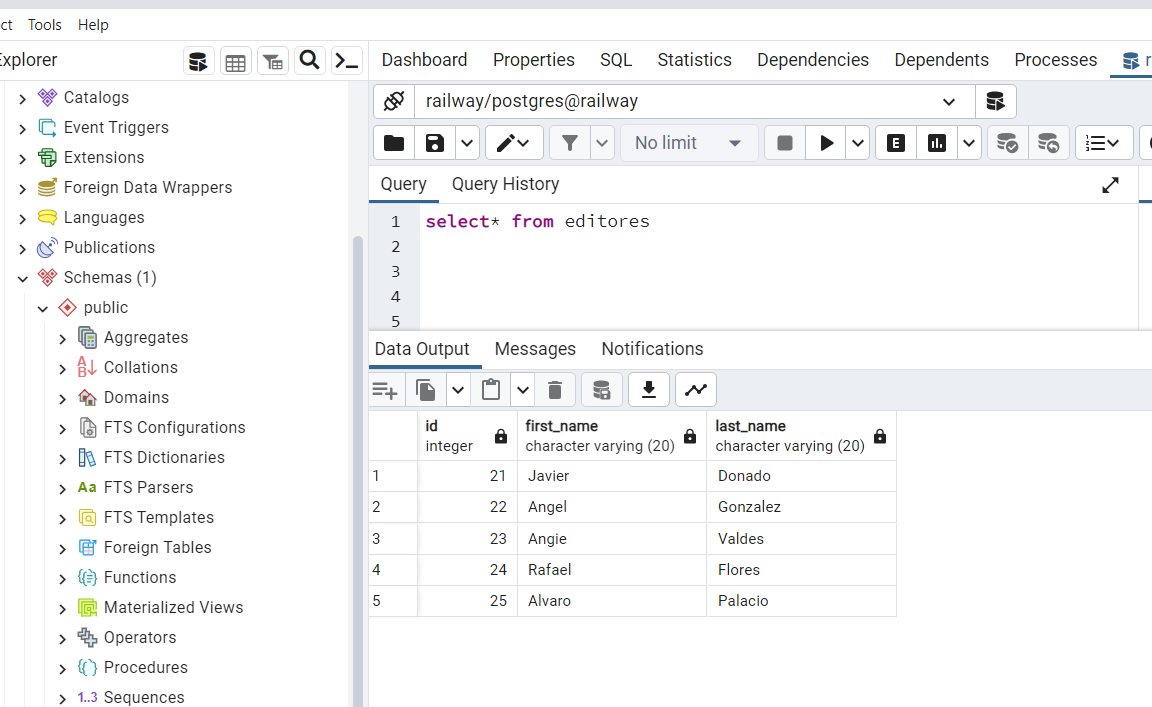 ct Tools Help
Explorer
Dashboard Properties SQL Statistics Dependencies Dependents Processes
Catalogs
Event Triggers
Extensions
Foreign Data Wrappers
Languages
Publications
Schemas (1)
public
Aggregates
Collations
Domains
FTS Configurations
FTS Dictionaries
Aa FTS Parsers
FTS Templates
Foreign Tables
Functions
Materialized Views
Operators
Procedures
1..3 Sequences
railway/postgres@railway
No limit
E
Query Query History
1 select* from editores
2
3
4
5
Data Output Messages Notifications
id first_name last_name
integer character varying (20) character varying (20)
1 21 Javier Donado
2 22 Angel Gonzalez
3 23 Angie Valdes
4 24 Rafael Flores
5 25 Alvaro Palacio